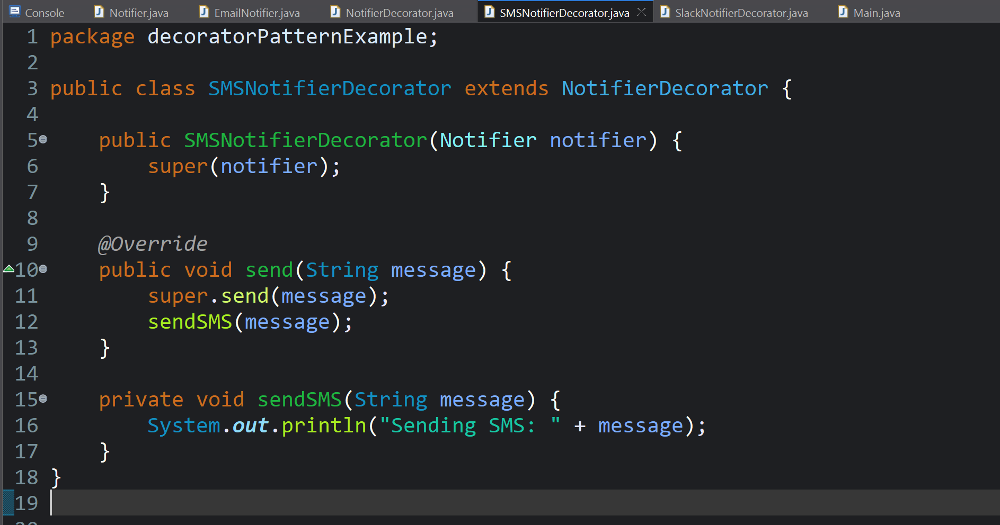 Console Notifier.java EmailNotifier.java NotifierDecorator.java SMSNotifierDecorator.java SlackNotifierDecorator.java Main.java
1 package decoratorPatternExample;
2
3 public class SMSNotifierDecorator extends NotifierDecorator {
4
5 public SMSNotifierDecorator(Notifier notifier) {
6 super(notifier);
7 }
8
9 @Override
10 public void send(String message) {
11 super.send(message);
12 sendSMS(message);
13 }
14
15 private void sendSMS(String message) {
16 System.out.println("Sending SMS: " + message);
17 }
18 }
19
20